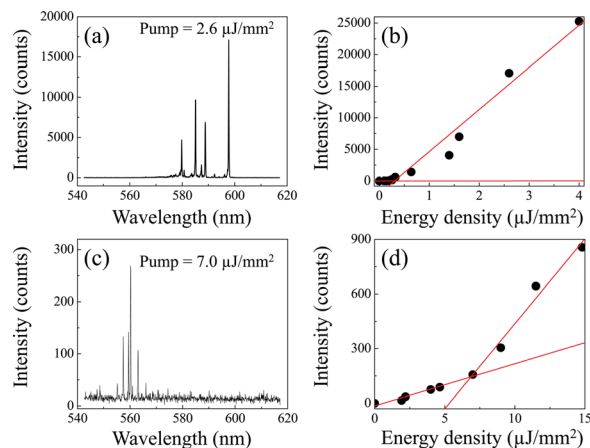 (a)
Pump = 2.6 µJ/mm²
Intensity (counts)
20000
15000
10000
5000
0
540 560 580 600 620
Wavelength (nm)
(b)
Intensity (counts)
25000
20000
15000
10000
5000
0
0 1 2 3 4
Energy density (µJ/mm²)
(c)
Pump = 7.0 µJ/mm²
Intensity (counts)
300
200
100
0
540 560 580 600 620
Wavelength (nm)
(d)
Intensity (counts)
900
600
300
0
0 5 10 15
Energy density (µJ/mm²)